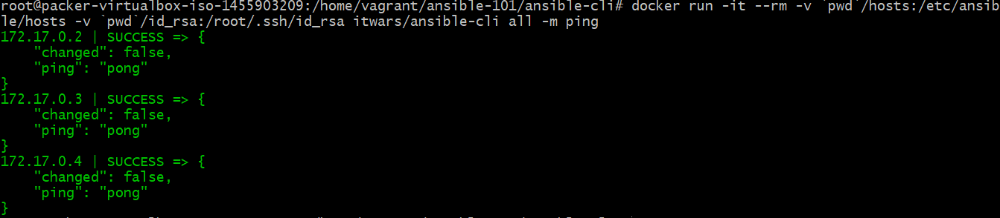 root@packer-virtualbox-iso-1455903209:/home/vagrant/ansible-101/ansible-cli# docker run -it --rm -v `pwd`/hosts:/etc/ansib
le/hosts -v `pwd`/id_rsa:/root/.ssh/id_rsa itwars/ansible-cli all -m ping
172.17.0.2 | SUCCESS => {
    "changed": false,
    "ping": "pong"
}
172.17.0.3 | SUCCESS => {
    "changed": false,
    "ping": "pong"
}
172.17.0.4 | SUCCESS => {
    "changed": false,
    "ping": "pong"
}